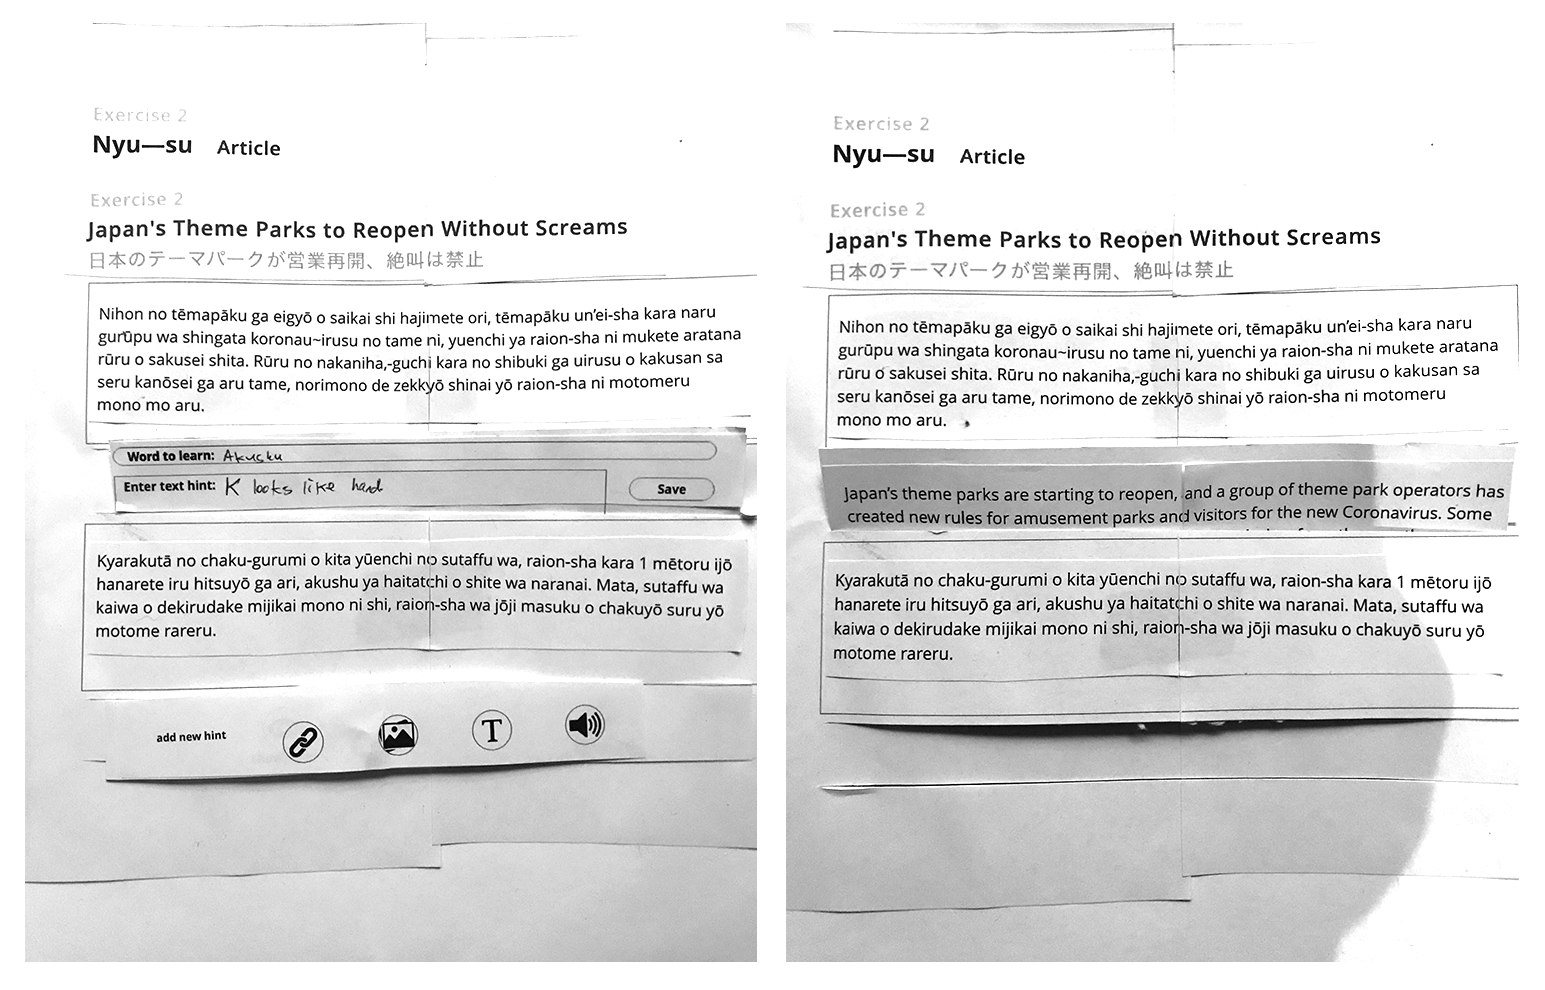 Exercise 2
Nyu—su Article
Exercise 2
Japan's Theme Parks to Reopen Without Screams
日本のテーマパークが営業再開、絶叫は禁止
Nihon no tēmapāku ga eigyō o saikai shi hajimete ori, tēmapāku un’ei-sha kara naru
gurūpu wa shingata koronau~irusu no tame ni, yuenchi ya raion-sha ni mukete aratana
rūru o sakusei shita. Rūru no nakaniha,-guchi kara no shibuki ga uirusu o kakusan sa
seru kanōsei ga aru tame, norimono de zekkyō shinai yō raion-sha ni motomeru
mono mo aru.
Word to learn: Akusku
Enter text hint: K looks like hand
Save
Kyarakutā no chaku-gurumi o kita yūenchi no sutaffu wa, raion-sha kara 1 mētoru ijō
hanarete iru hitsuyō ga ari, akushu ya haitatchi o shite wa naranai. Mata, sutaffu wa
kaiwa o dekirudake mijikai mono ni shi, raion-sha wa jōji masuku o chakuyō suru yō
motome rareru.
add new hint
T
Exercise 2
Nyu—su Article
Exercise 2
Japan's Theme Parks to Reopen Without Screams
日本のテーマパークが営業再開、絶叫は禁止
Nihon no tēmapāku ga eigyō o saikai shi hajimete ori, tēmapāku un’ei-sha kara naru
gurūpu wa shingata koronau~irusu no tame ni, yuenchi ya raion-sha ni mukete aratana
rūru o sakusei shita. Rūru no nakaniha,-guchi kara no shibuki ga uirusu o kakusan sa
seru kanōsei ga aru tame, norimono de zekkyō shinai yō raion-sha ni motomeru
mono mo aru.
Japan’s theme parks are starting to reopen, and a group of theme park operators has
created new rules for amusement parks and visitors for the new Coronavirus. Some
Kyarakutā no chaku-gurumi o kita yūenchi no sutaffu wa, raion-sha kara 1 mētoru ijō
hanarete iru hitsuyō ga ari, akushu ya haitatchi o shite wa naranai. Mata, sutaffu wa
kaiwa o dekirudake mijikai mono ni shi, raion-sha wa jōji masuku o chakuyō suru yō
motome rareru.